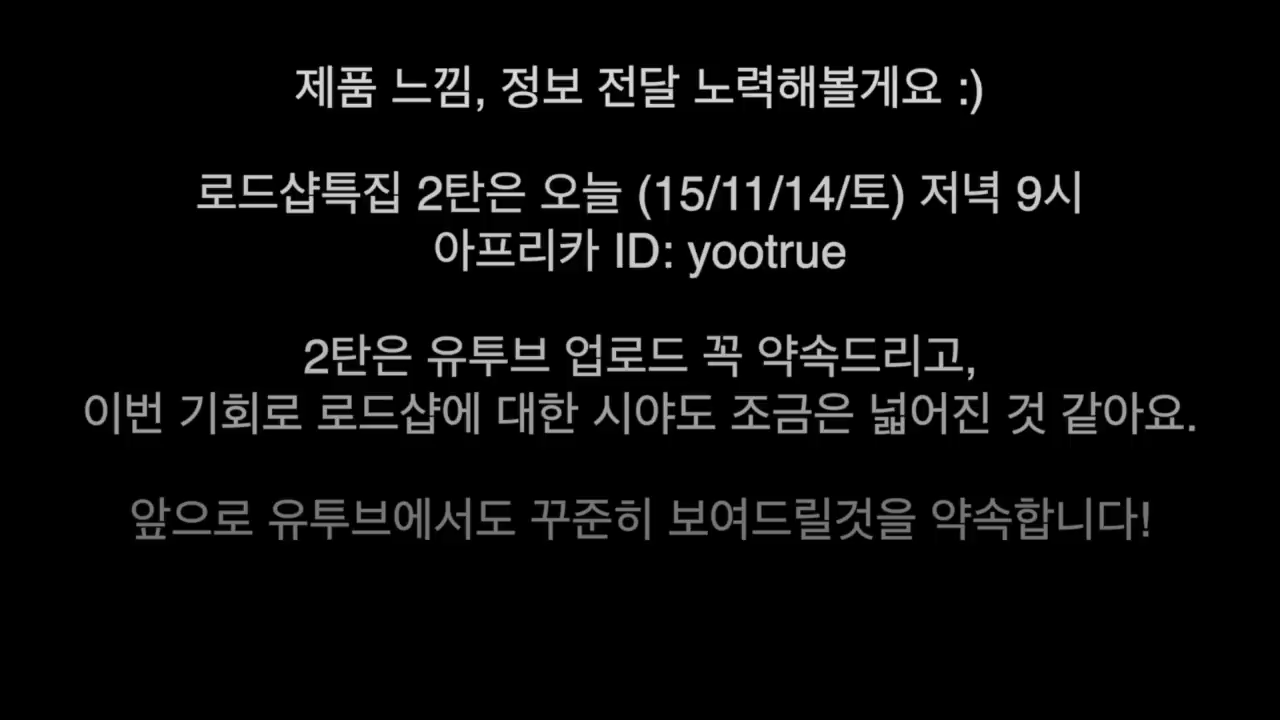 제품 느낌, 정보 전달 노력해볼게요 :)
로드샵특집 2탄은 오늘 (15/11/14/토) 저녁 9시
아프리카 ID: yootrue
2탄은 유투브 업로드 꼭 약속드리고,
이번 기회로 로드샵에 대한 시야도 조금은 넓어진 것 같아요.
앞으로 유투브에서도 꾸준히 보여드릴것을 약속합니다!